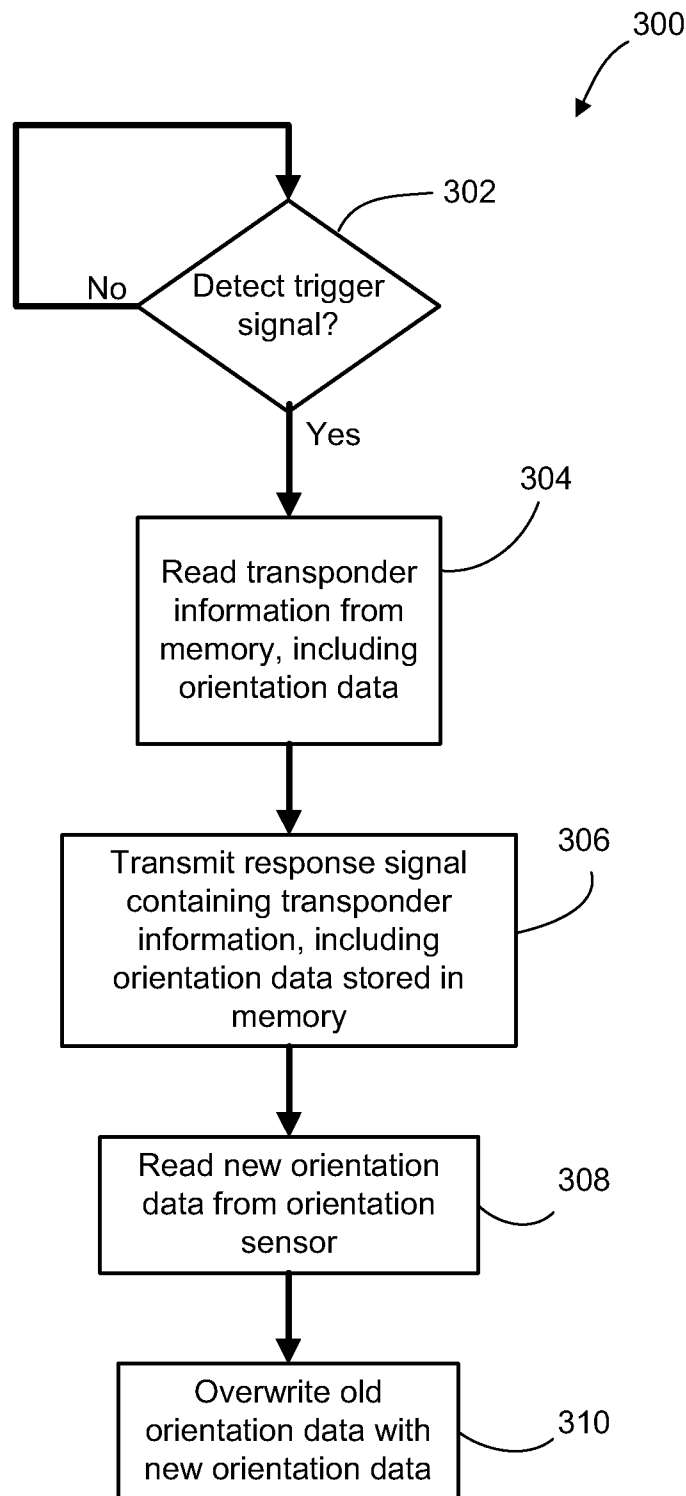 300
302
Detect trigger
signal?
No
Yes
304
Read transponder
information from
memory, including
orientation data
306
Transmit response signal
containing transponder
information, including
orientation data stored in
memory
308
Read new orientation
data from orientation
sensor
310
Overwrite old
orientation data with
new orientation data